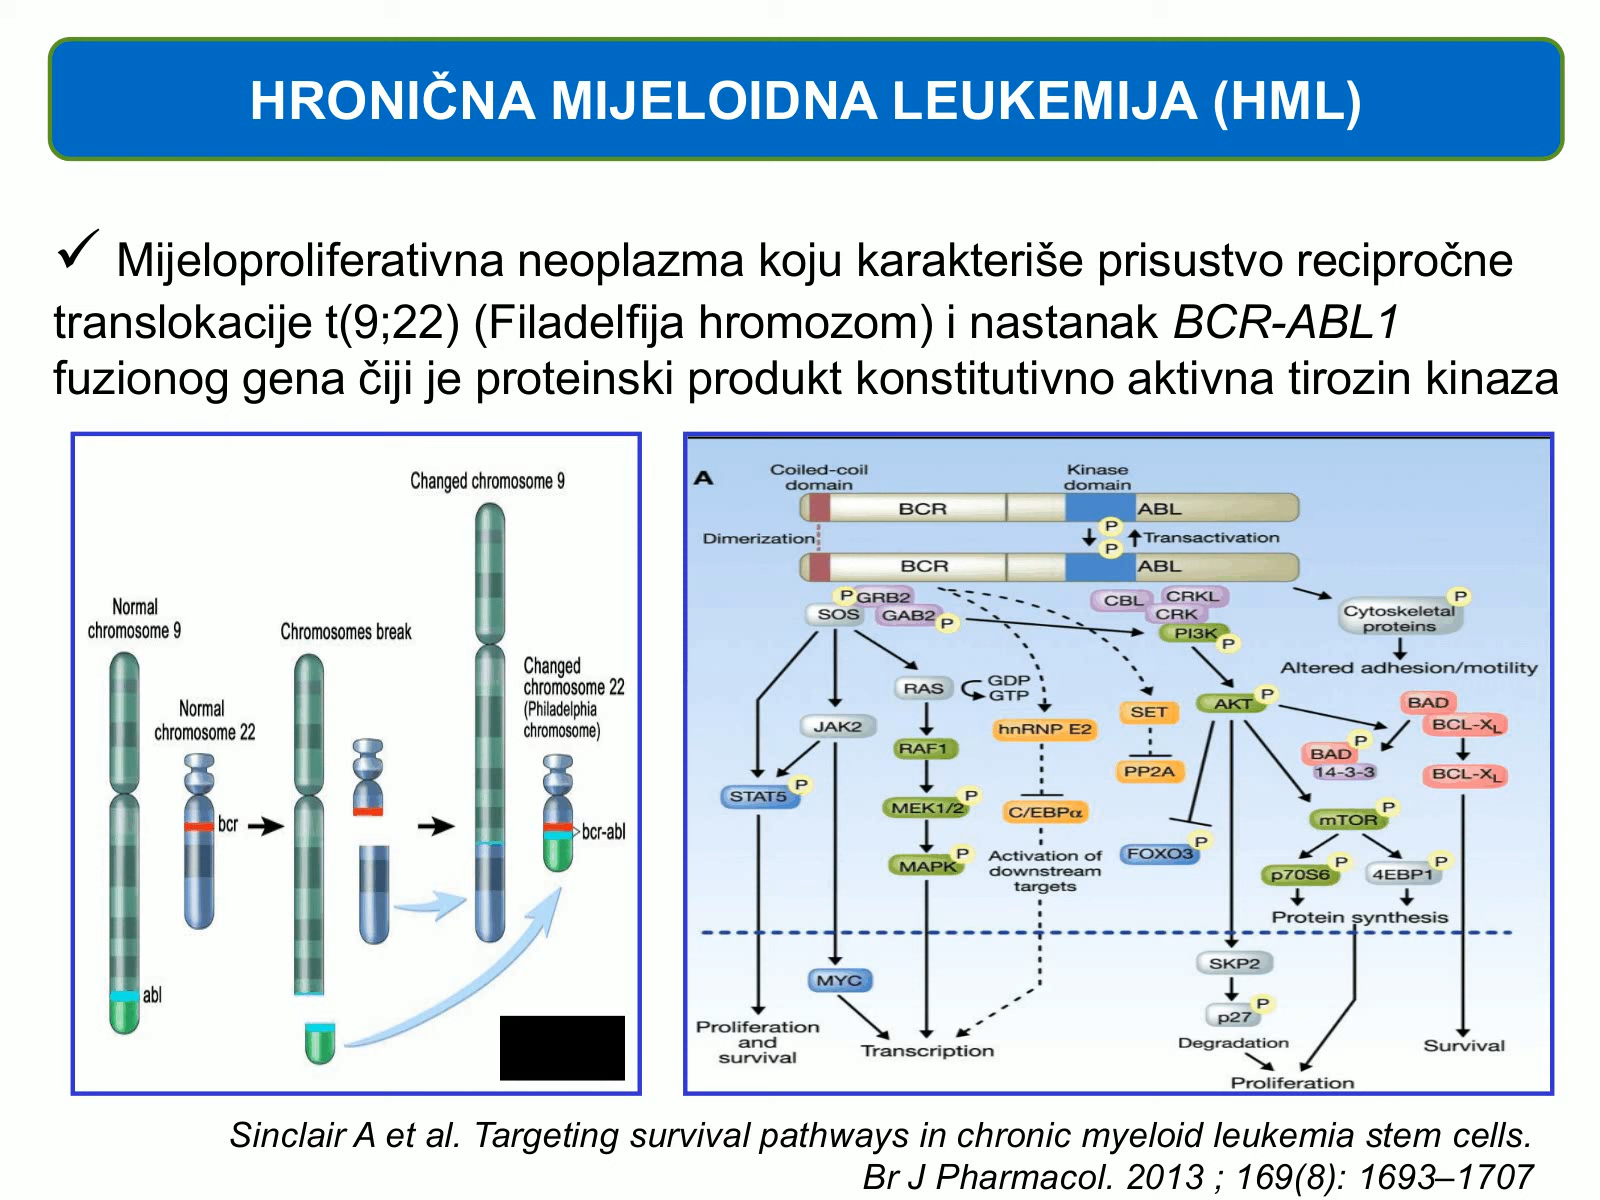 HRONIČNA MIJELOIDNA LEUKEMIJA (HML)
✓ Mijeloproliferativna neoplazma koju karakteriše prisustvo recipročne
translokacije t(9;22) (Filadelfija hromozom) i nastanak BCR-ABL1
fuzionog gena čiji je proteinski produkt konstitutivno aktivna tirozin kinaza
Changed chromosome 9
Normal
chromosome 9
Chromosomes break
Changed
chromosome 22
(Philadelphia
chromosome)
Normal
chromosome 22
bcr
bcr-abl
abl
A
Coiled-coil
domain
Kinase
domain
BCR
ABL
Dimerization
P
P
Transactivation
BCR
ABL
P
GRB2
SOS
GAB2
P
CBL
CRKL
CRK
PI3K
P
P
Cytoskeletal
proteins
Altered adhesion/motility
RAS
GDP
GTP
JAK2
hnRNP E2
SET
AKT
P
BAD
BCL-XL
RAF1
PP2A
P
BAD
14-3-3
BCL-XL
STAT5
P
MEK1/2
P
C/EBPα
mTOR
P
MAPK
P
Activation of
downstream
targets
FOXO3
P
p70S6
P
4EBP1
P
Protein synthesis
MYC
SKP2
p27
P
Proliferation
and
survival
Transcription
Degradation
Survival
Proliferation
Sinclair A et al. Targeting survival pathways in chronic myeloid leukemia stem cells.
Br J Pharmacol. 2013 ; 169(8): 1693–1707